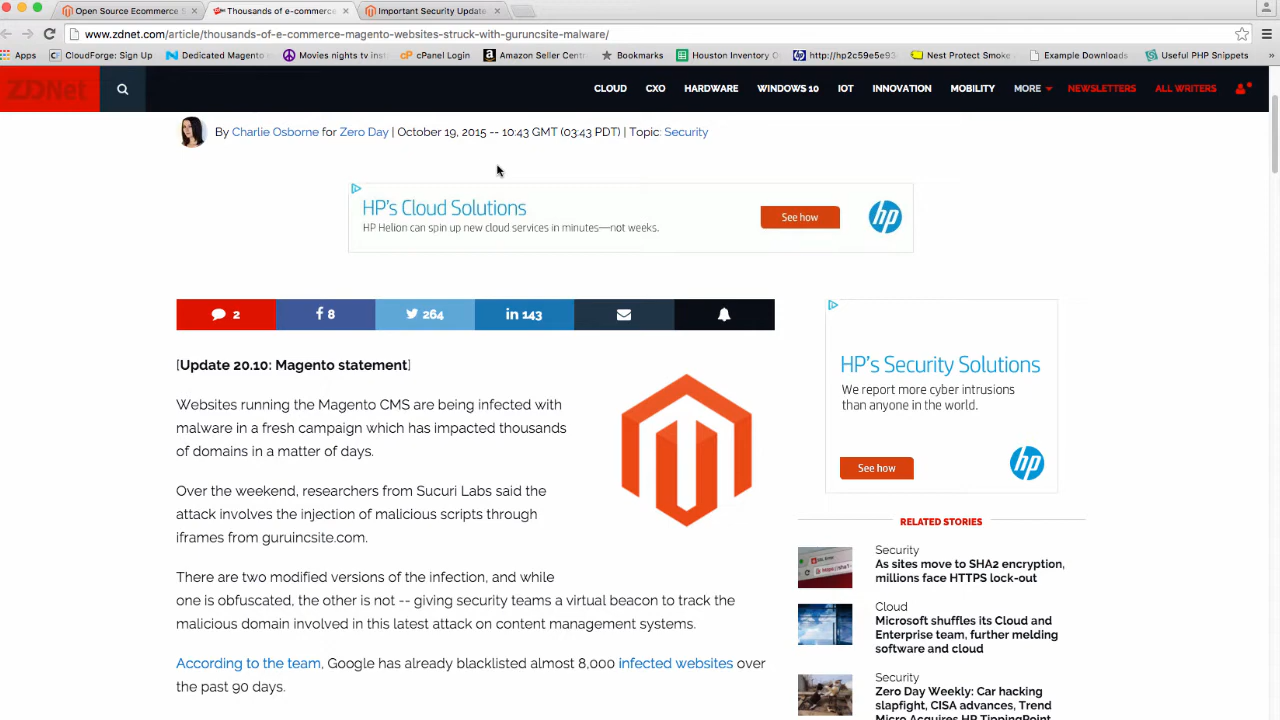 Open Source Ecommerce S
Thousands of e-commerce
Important Security Update
www.zdnet.com/article/thousands-of-e-commerce-magento-websites-struck-with-guruncsite-malware/
Apps
CloudForge: Sign Up
Dedicated Magento
Movies nights tv insta
cPanel Login
Amazon Seller Centr
Bookmarks
Houston Inventory O
http://hp2c59e5e93
Nest Protect Smoke
Example Downloads
Useful PHP Snippets
ZDNet
CLOUD
CXO
HARDWARE
WINDOWS 10
IOT
INNOVATION
MOBILITY
MORE
NEWSLETTERS
ALL WRITERS
By Charlie Osborne for Zero Day | October 19, 2015 -- 10:43 GMT (03:43 PDT) | Topic: Security
HP's Cloud Solutions
HP Helion can spin up new cloud services in minutes—not weeks.
See how
hp
2
f 8
264
in 143
[Update 20.10: Magento statement]
Websites running the Magento CMS are being infected with
malware in a fresh campaign which has impacted thousands
of domains in a matter of days.
Over the weekend, researchers from Sucuri Labs said the
attack involves the injection of malicious scripts through
iframes from guruincsite.com.
There are two modified versions of the infection, and while
one is obfuscated, the other is not -- giving security teams a virtual beacon to track the
malicious domain involved in this latest attack on content management systems.
According to the team, Google has already blacklisted almost 8,000 infected websites over
the past 90 days.
HP's Security Solutions
We report more cyber intrusions
than anyone in the world.
See how
hp
RELATED STORIES
Security
As sites move to SHA2 encryption,
millions face HTTPS lock-out
Cloud
Microsoft shuffles its Cloud and
Enterprise team, further melding
software and cloud
Security
Zero Day Weekly: Car hacking
slapfight, CISA advances, Trend
Micro Acquires HP TippingPoint